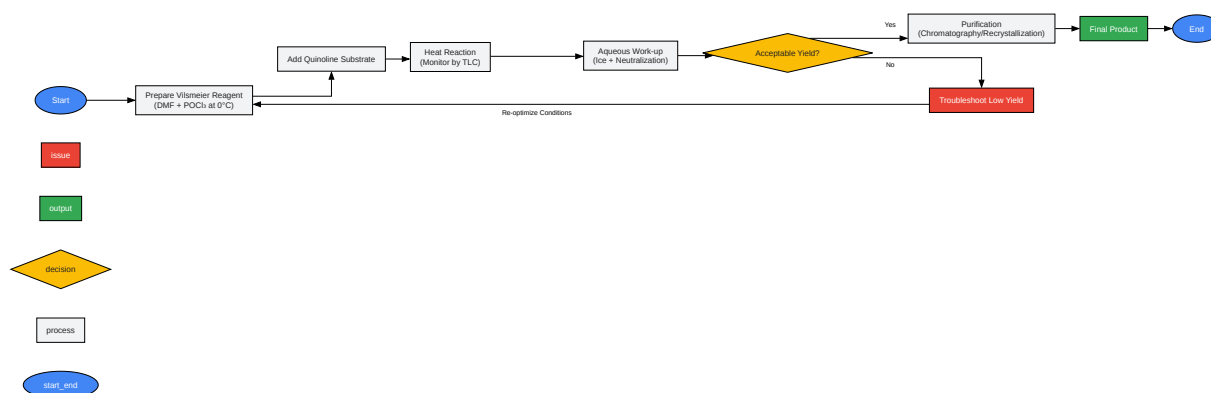 Start
Prepare Vilsmeier Reagent
(DMF + POCl₃ at 0°C)
Add Quinoline Substrate
Heat Reaction
(Monitor by TLC)
Aqueous Work-up
(Ice + Neutralization)
Acceptable Yield?
Yes
Purification
(Chromatography/Recrystallization)
Final Product
End
No
Troubleshoot Low Yield
Re-optimize Conditions
issue
output
decision
process
start_end